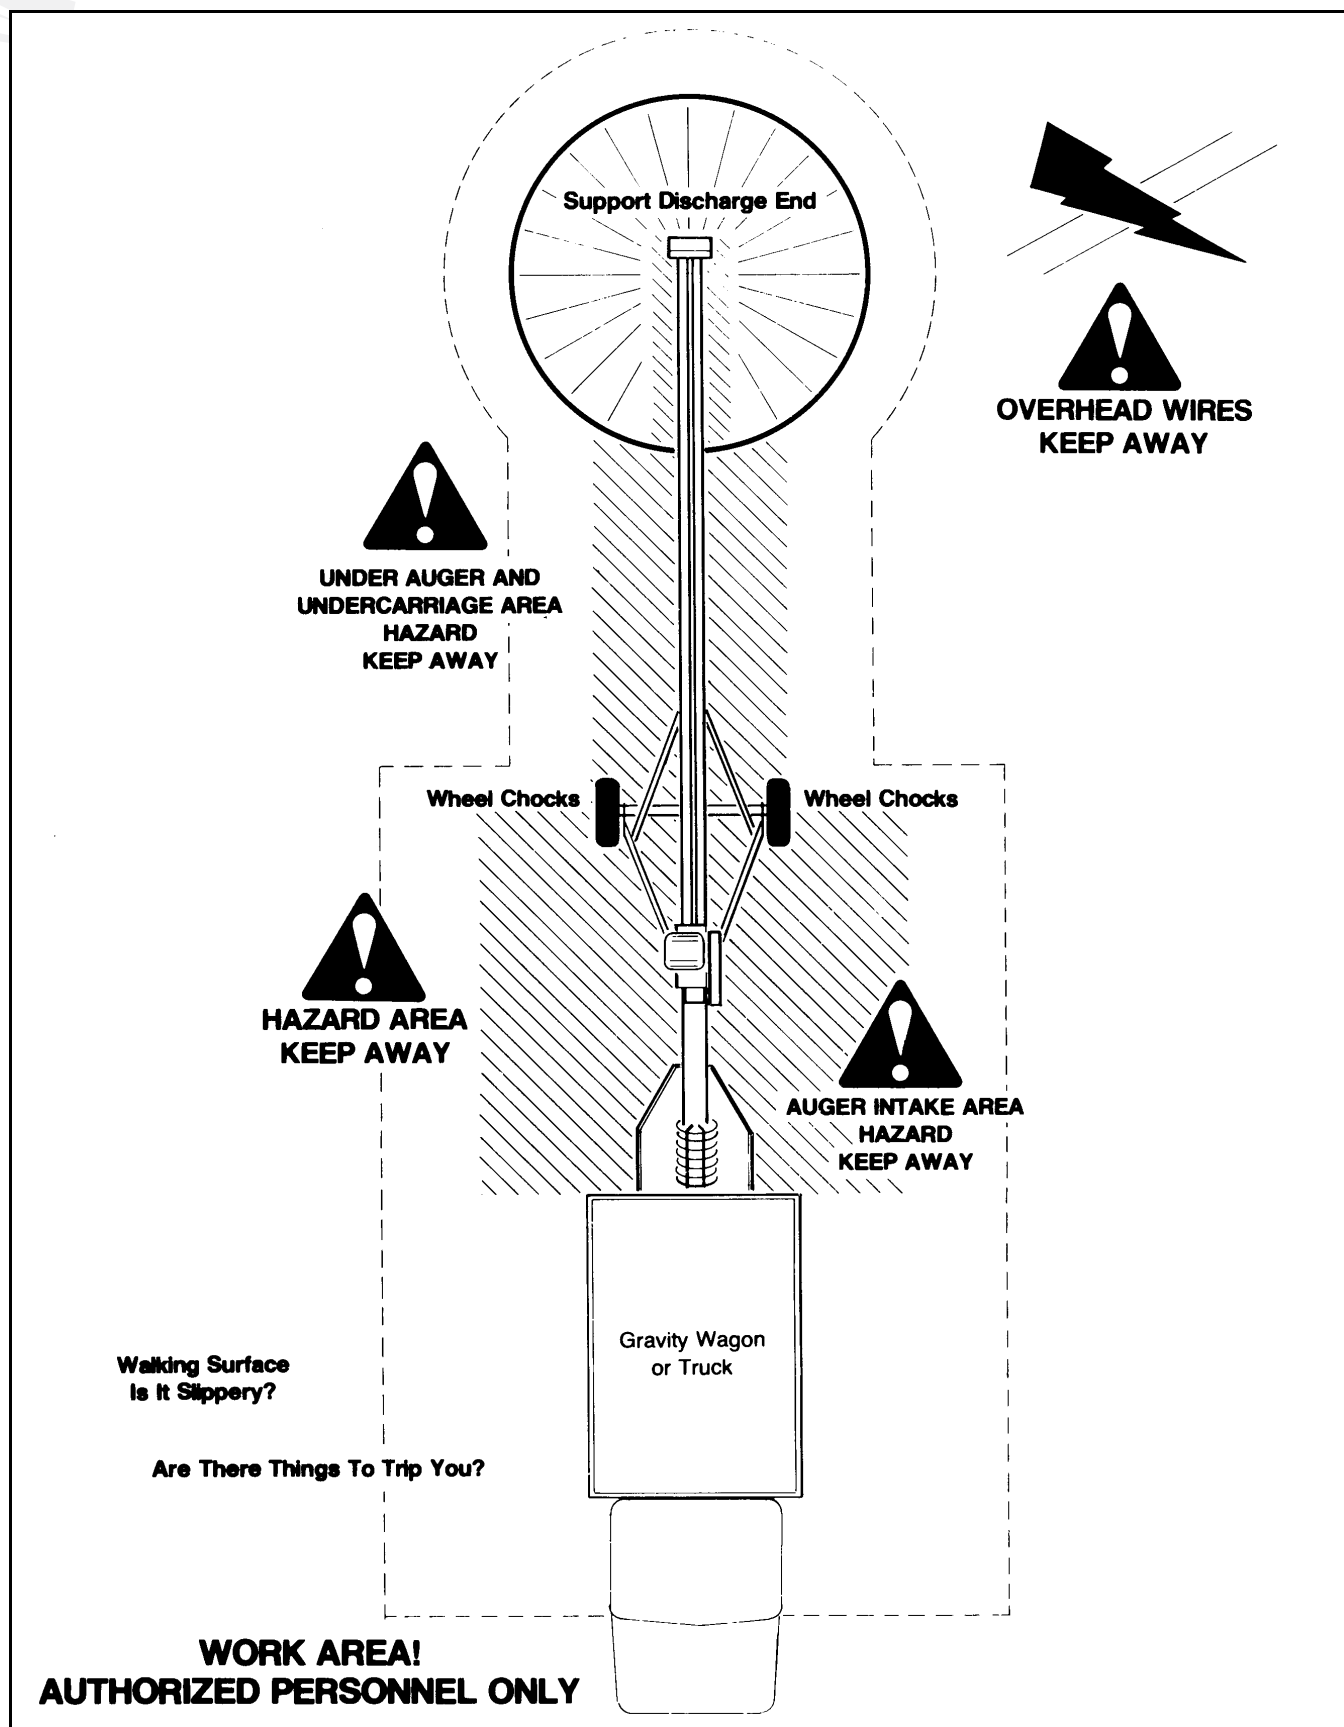 Support Discharge End
OVERHEAD WIRES
KEEP AWAY
UNDER AUGER AND
UNDERCARRIAGE AREA
HAZARD
KEEP AWAY
Wheel Chocks
Wheel Chocks
HAZARD AREA
KEEP AWAY
AUGER INTAKE AREA
HAZARD
KEEP AWAY
Gravity Wagon
or Truck
Walking Surface
Is It Slippery?
Are There Things To Trip You?
WORK AREA!
AUTHORIZED PERSONNEL ONLY